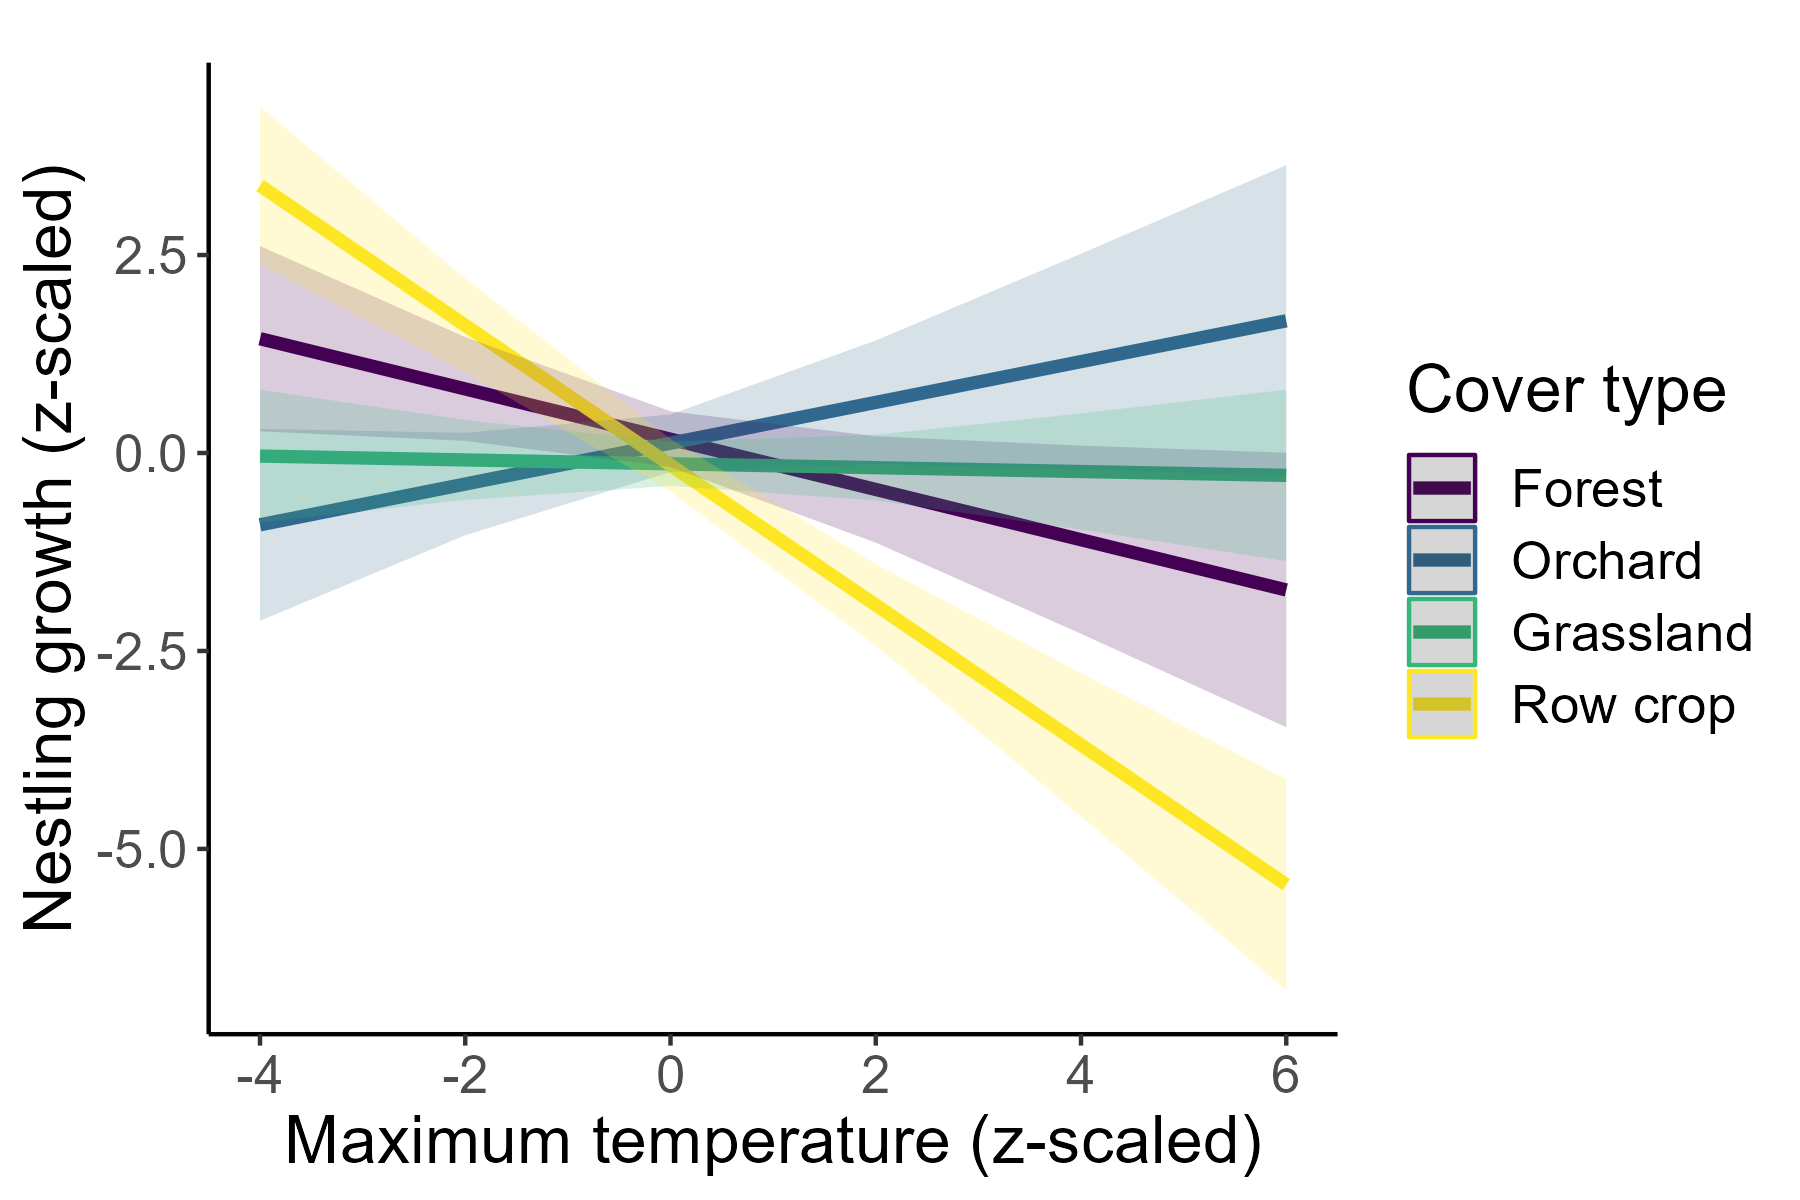 Nestling growth (z-scaled)
2.5
0.0
-2.5
-5.0
-4 -2 0 2 4 6
Maximum temperature (z-scaled)
Cover type
Forest
Orchard
Grassland
Row crop